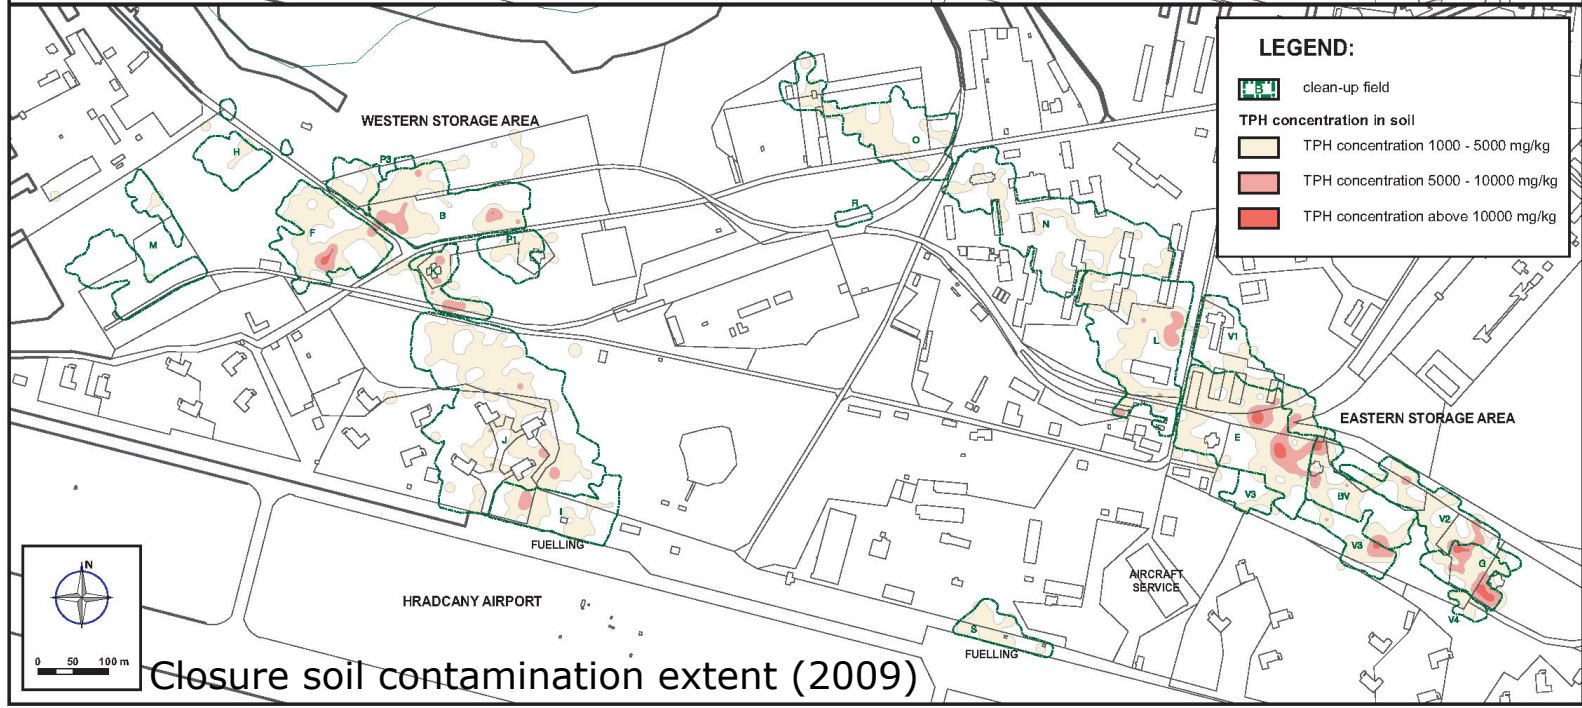 LEGEND:
B
clean-up field
TPH concentration in soil
TPH concentration 1000 - 5000 mg/kg
TPH concentration 5000 - 10000 mg/kg
TPH concentration above 10000 mg/kg
WESTERN STORAGE AREA
H
P3
O
B
R
N
F
M
P1
K
V1
L
EASTERN STORAGE AREA
E
J
V3
BV
I
V2
FUELLING
V3
G
AIRCRAFT
SERVICE
N
HRADCANY AIRPORT
V4
S
FUELLING
0 50 100 m
Closure soil contamination extent (2009)